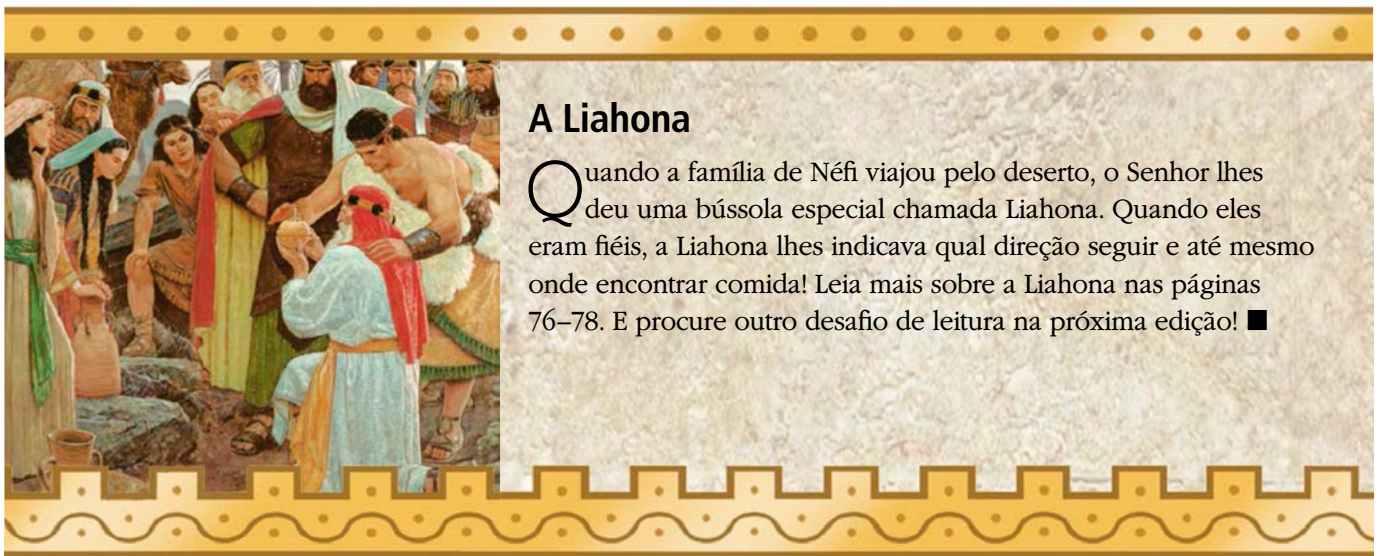 A Liahona
Quando a família de Néfi viajou pelo deserto, o Senhor lhes
deu uma bússola especial chamada Liahona. Quando eles
eram fiéis, a Liahona lhes indicava qual direção seguir e até mesmo
onde encontrar comida! Leia mais sobre a Liahona nas páginas
76–78. E procure outro desafio de leitura na próxima edição! ■